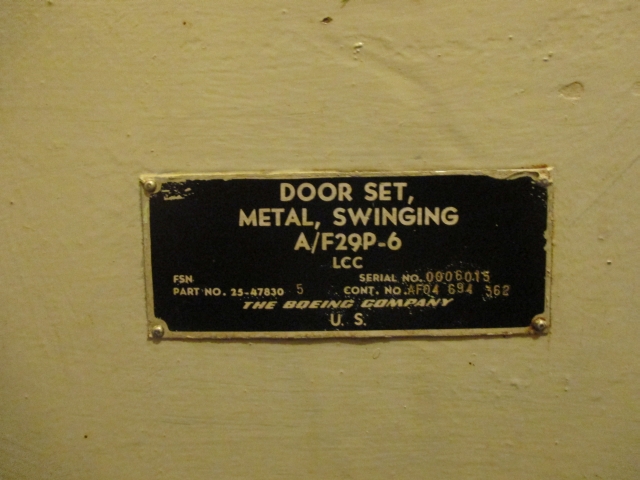 DOOR SET,
METAL, SWINGING
A/F29P-6
LCC
FSN SERIAL NO. 0006015
PART NO. 25-47830 5 CONT. NO. AF04 694 362
THE BOEING COMPANY
U. S.